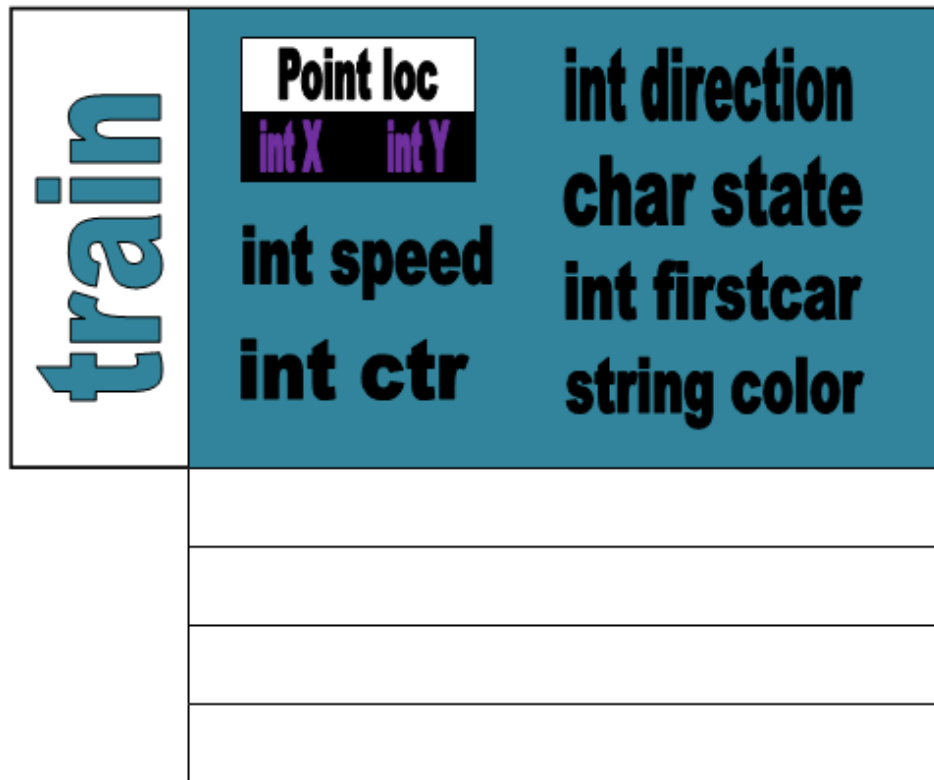 train
Point loc
int X int Y
int speed
int ctr
int direction
char state
int firstcar
string color